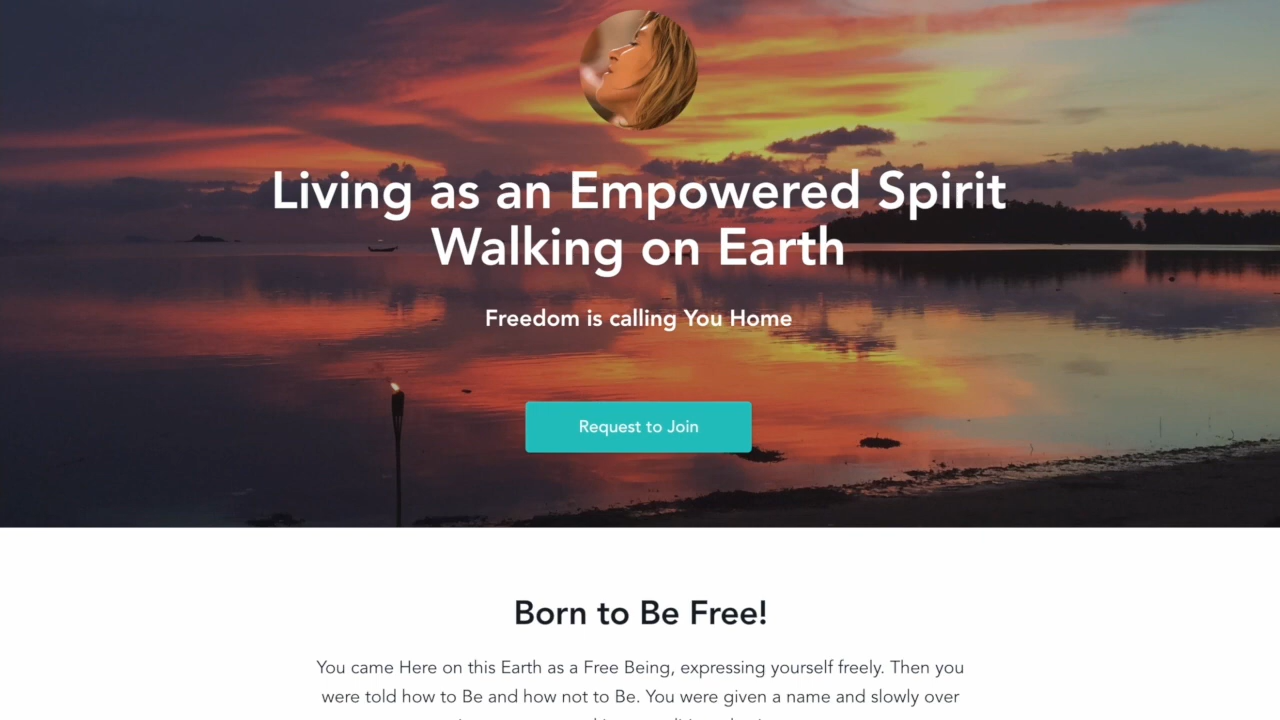 Living as an Empowered Spirit
Walking on Earth
Freedom is calling You Home
Request to Join
Born to Be Free!
You came Here on this Earth as a Free Being, expressing yourself freely. Then you
were told how to Be and how not to Be. You were given a name and slowly over